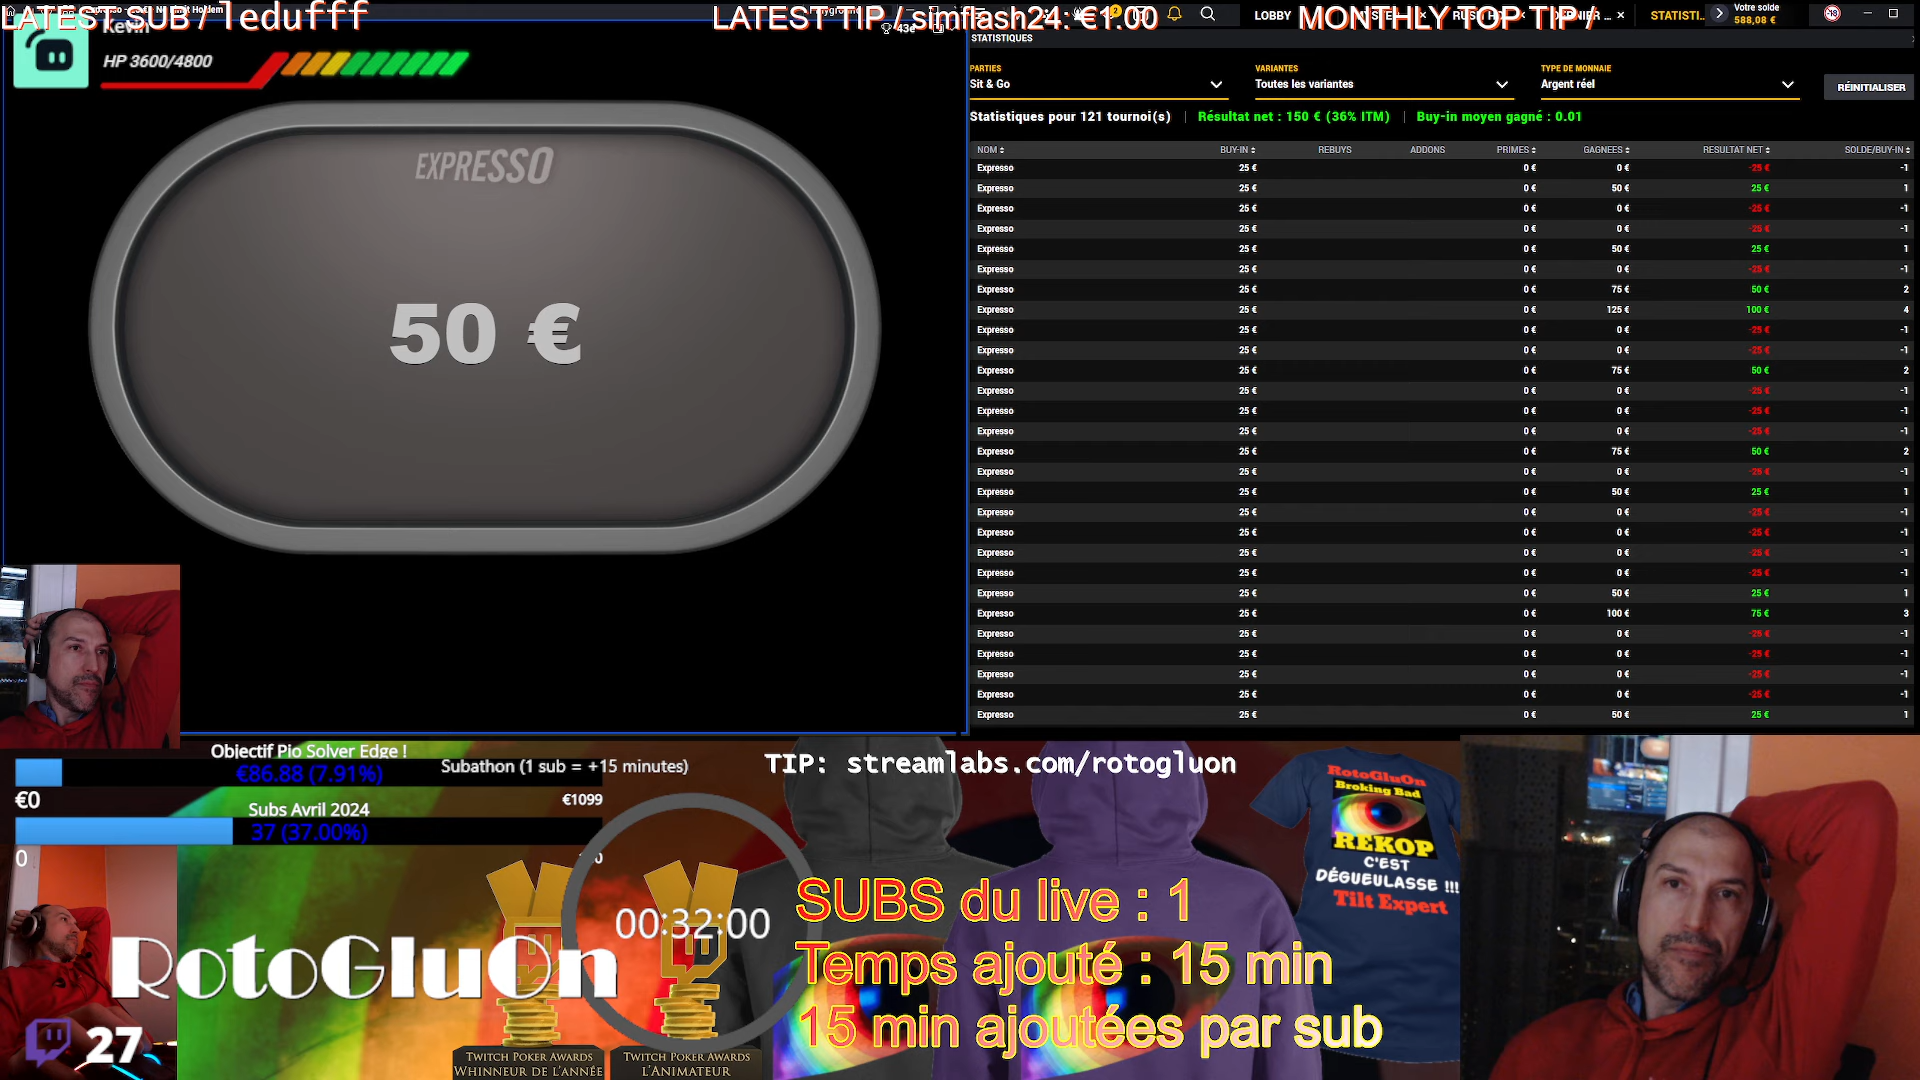 LATEST SUB / ledufff
LATEST TIP / simflash24: €1.00
MONTHLY TOP TIP /
Kevin
HP 3600/4800
43e
2
LOBBY
STATISTI...
Votre solde
588,08 €
STATISTIQUES
PARTIES
Sit & Go
VARIANTES
Toutes les variantes
TYPE DE MONNAIE
Argent réel
RÉINITIALISER
Statistiques pour 121 tournoi(s) | Résultat net : 150 € (36% ITM) | Buy-in moyen gagné : 0.01
NOM BUY-IN REBUYS ADDONS PRIMES GAGNEES RESULTAT NET SOLDE/BUY-IN
Expresso 25 € 0 € 0 € -25 € -1
Expresso 25 € 0 € 50 € 25 € 1
Expresso 25 € 0 € 0 € -25 € -1
Expresso 25 € 0 € 0 € -25 € -1
Expresso 25 € 0 € 50 € 25 € 1
Expresso 25 € 0 € 0 € -25 € -1
Expresso 25 € 0 € 75 € 50 € 2
Expresso 25 € 0 € 125 € 100 € 4
Expresso 25 € 0 € 0 € -25 € -1
Expresso 25 € 0 € 0 € -25 € -1
Expresso 25 € 0 € 75 € 50 € 2
Expresso 25 € 0 € 0 € -25 € -1
Expresso 25 € 0 € 0 € -25 € -1
Expresso 25 € 0 € 0 € -25 € -1
Expresso 25 € 0 € 75 € 50 € 2
Expresso 25 € 0 € 0 € -25 € -1
Expresso 25 € 0 € 50 € 25 € 1
Expresso 25 € 0 € 0 € -25 € -1
Expresso 25 € 0 € 0 € -25 € -1
Expresso 25 € 0 € 0 € -25 € -1
Expresso 25 € 0 € 0 € -25 € -1
Expresso 25 € 0 € 50 € 25 € 1
Expresso 25 € 0 € 100 € 75 € 3
Expresso 25 € 0 € 0 € -25 € -1
Expresso 25 € 0 € 0 € -25 € -1
Expresso 25 € 0 € 0 € -25 € -1
Expresso 25 € 0 € 0 € -25 € -1
Expresso 25 € 0 € 50 € 25 € 1
EXPRESSO
50 €
Objectif Pio Solver Edge !
€86.88 (7.91%)
€0
€1099
Subs Avril 2024
37 (37.00%)
0
Subathon (1 sub = +15 minutes)
00:32:00
TIP: streamlabs.com/rotogluon
RotoGluOn
Broking Bad
REKOP
C'EST
DÉGUEULASSE !!!
Tilt Expert
SUBS du live : 1
Temps ajouté : 15 min
15 min ajoutées par sub
RotoGluOn
27
TWITCH POKER AWARDS
WHINNEUR DE L'ANNÉE
TWITCH POKER AWARDS
L'ANIMATEUR